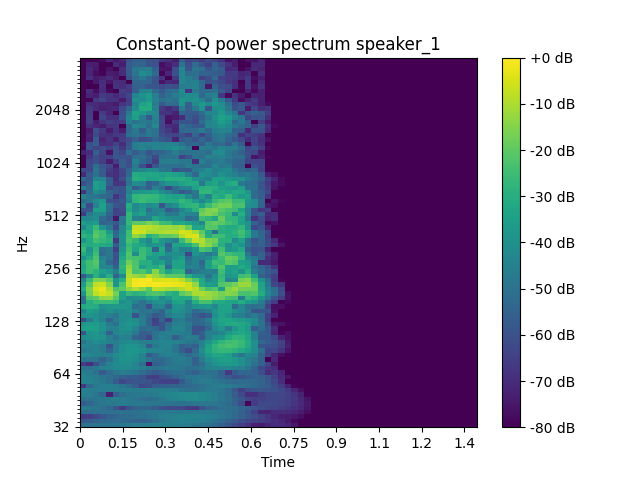 Constant-Q power spectrum speaker_1
Hz
2048
1024
512
256
128
64
32
0 0.15 0.3 0.45 0.6 0.75 0.9 1.1 1.2 1.4
Time
+0 dB
-10 dB
-20 dB
-30 dB
-40 dB
-50 dB
-60 dB
-70 dB
-80 dB